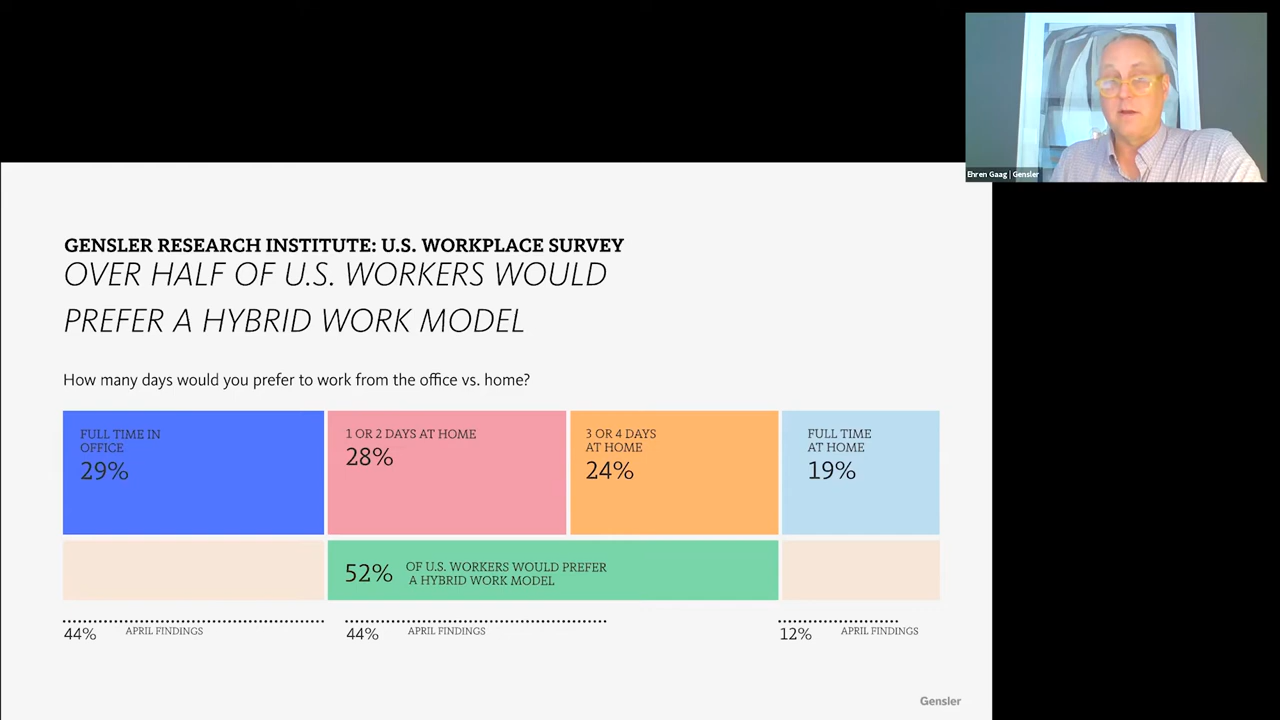 Ehren Gaag | Gensler
GENSLER RESEARCH INSTITUTE: U.S. WORKPLACE SURVEY
OVER HALF OF U.S. WORKERS WOULD
PREFER A HYBRID WORK MODEL
How many days would you prefer to work from the office vs. home?
FULL TIME IN
OFFICE
29%
1 OR 2 DAYS AT HOME
28%
3 OR 4 DAYS
AT HOME
24%
FULL TIME
AT HOME
19%
52%
OF U.S. WORKERS WOULD PREFER
A HYBRID WORK MODEL
44%
APRIL FINDINGS
44%
APRIL FINDINGS
12%
APRIL FINDINGS
Gensler